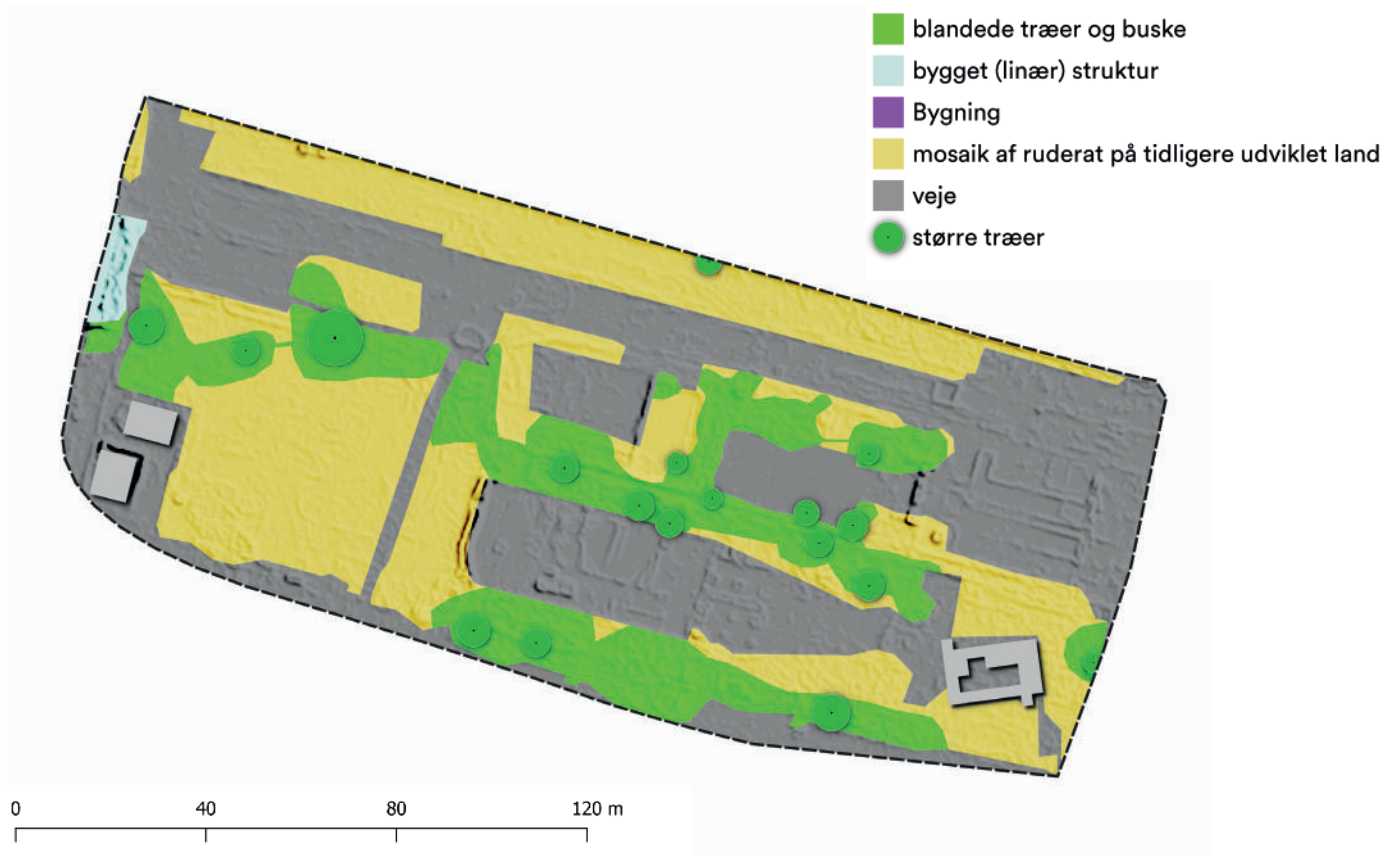 blandede træer og buske
bygget (linær) struktur
Bygning
mosaik af ruderat på tidligere udviklet land
veje
større træer
0 40 80 120 m